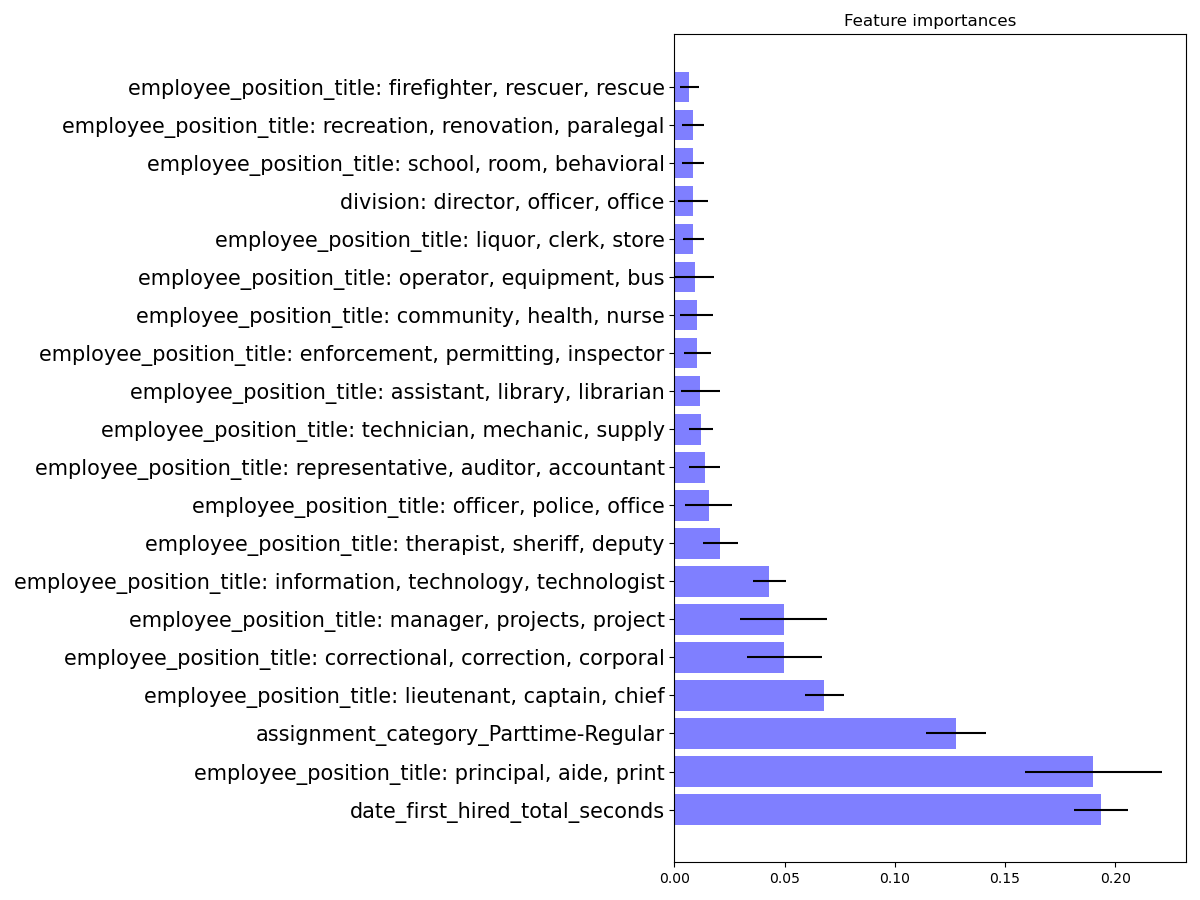 Feature importances
employee_position_title: firefighter, rescuer, rescue
employee_position_title: recreation, renovation, paralegal
employee_position_title: school, room, behavioral
division: director, officer, office
employee_position_title: liquor, clerk, store
employee_position_title: operator, equipment, bus
employee_position_title: community, health, nurse
employee_position_title: enforcement, permitting, inspector
employee_position_title: assistant, library, librarian
employee_position_title: technician, mechanic, supply
employee_position_title: representative, auditor, accountant
employee_position_title: officer, police, office
employee_position_title: therapist, sheriff, deputy
employee_position_title: information, technology, technologist
employee_position_title: manager, projects, project
employee_position_title: correctional, correction, corporal
employee_position_title: lieutenant, captain, chief
assignment_category_Parttime-Regular
employee_position_title: principal, aide, print
date_first_hired_total_seconds
0.00 0.05 0.10 0.15 0.20